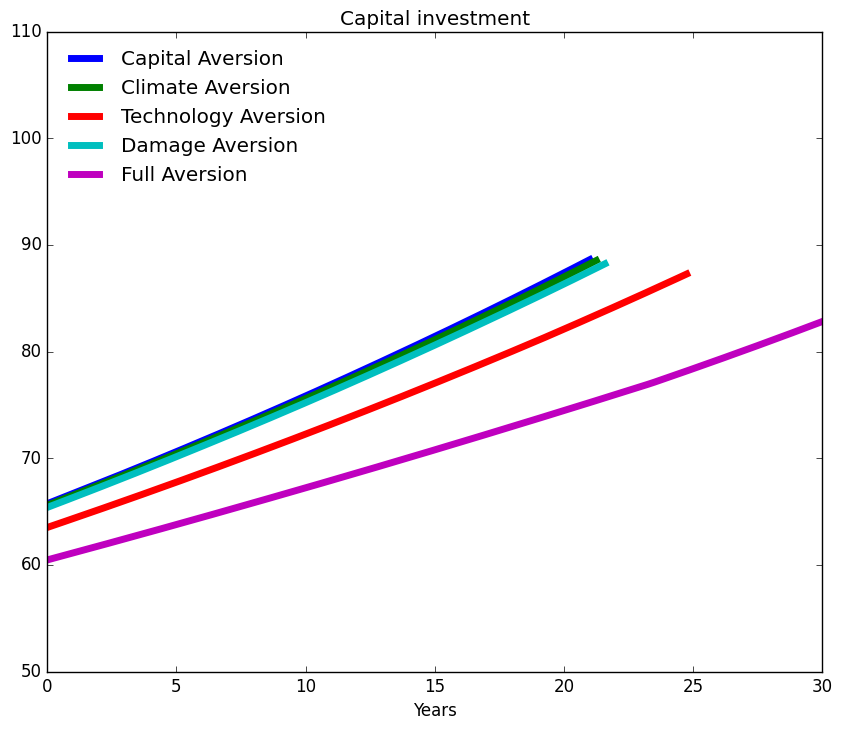 Capital investment
110
100
90
80
70
60
50
Capital Aversion
Climate Aversion
Technology Aversion
Damage Aversion
Full Aversion
0 5 10 15 20 25 30
Years